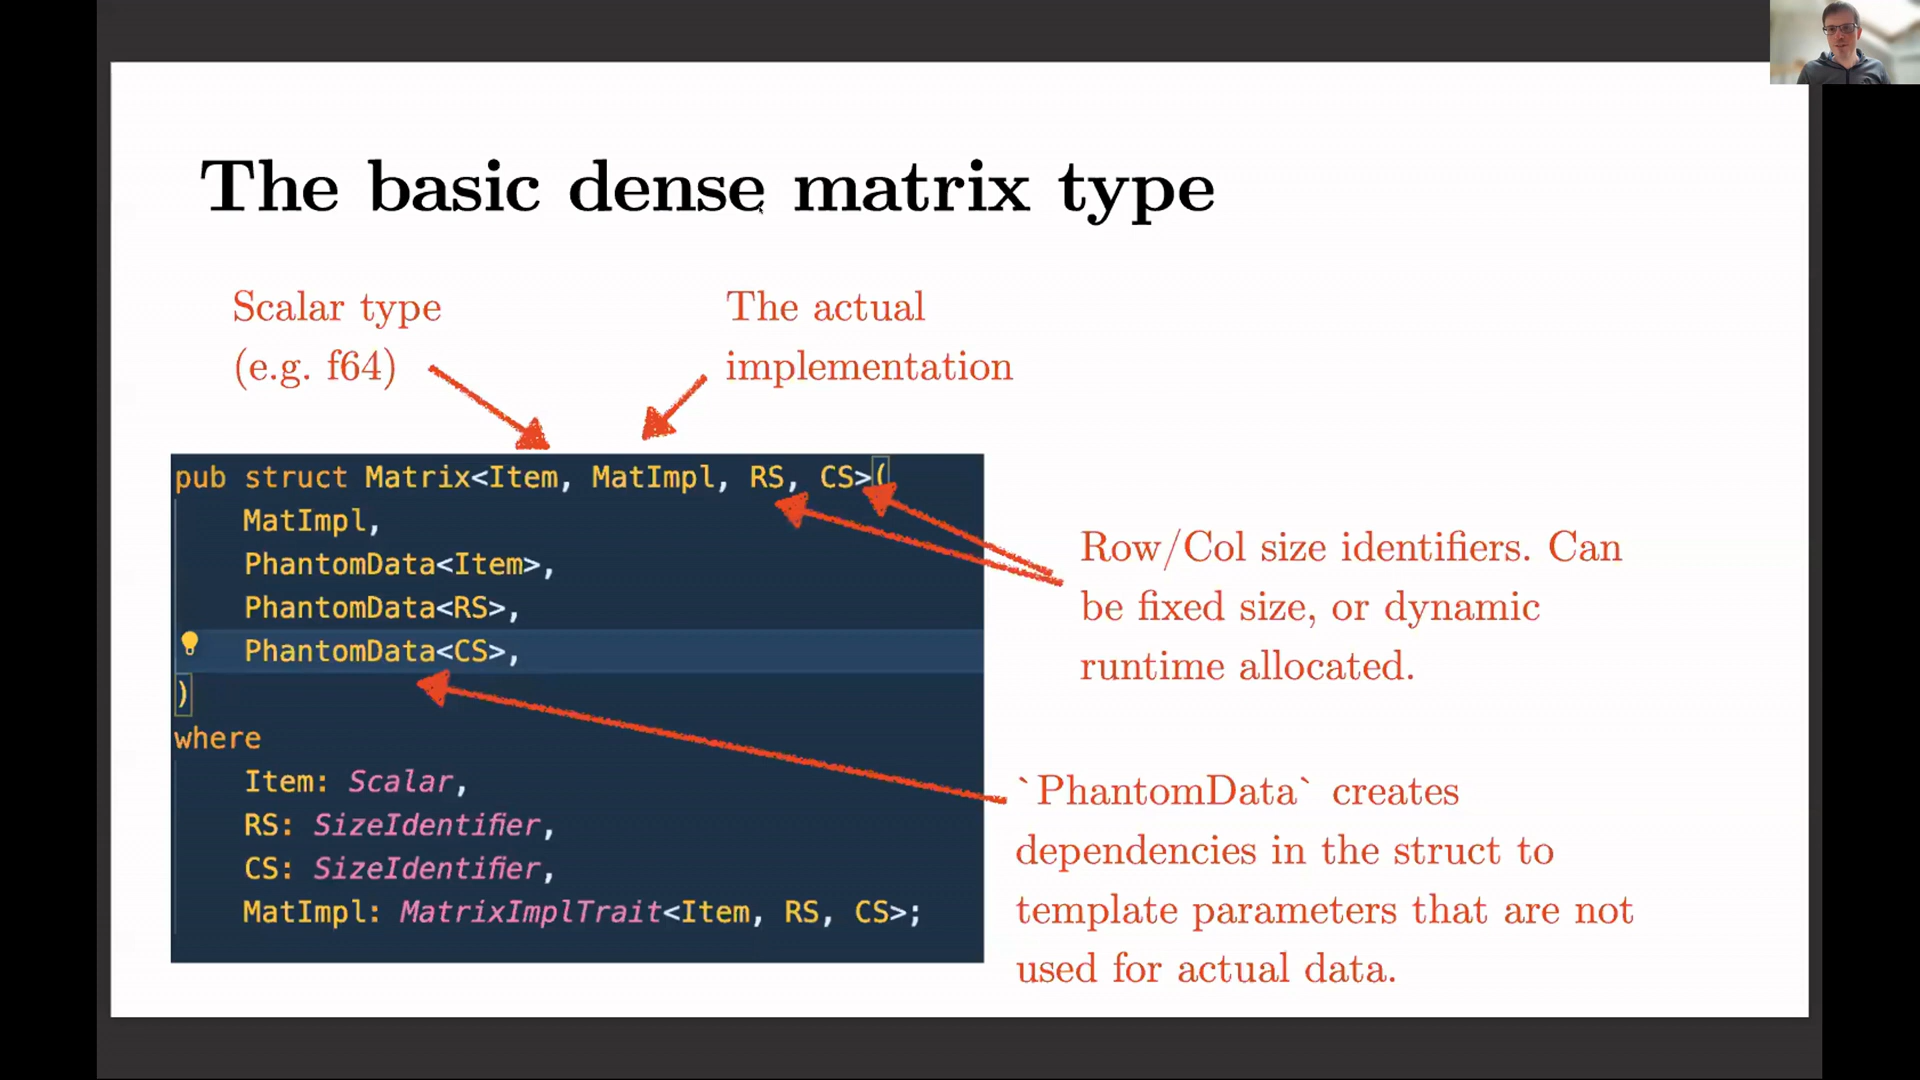 The basic dense matrix type
Scalar type
(e.g. f64)
The actual
implementation
pub struct Matrix<Item, MatImpl, RS, CS>(
MatImpl,
PhantomData<Item>,
PhantomData<RS>,
PhantomData<CS>,
)
where
Item: Scalar,
RS: SizeIdentifier,
CS: SizeIdentifier,
MatImpl: MatrixImplTrait<Item, RS, CS>;
Row/Col size identifiers. Can
be fixed size, or dynamic
runtime allocated.
`PhantomData` creates
dependencies in the struct to
template parameters that are not
used for actual data.